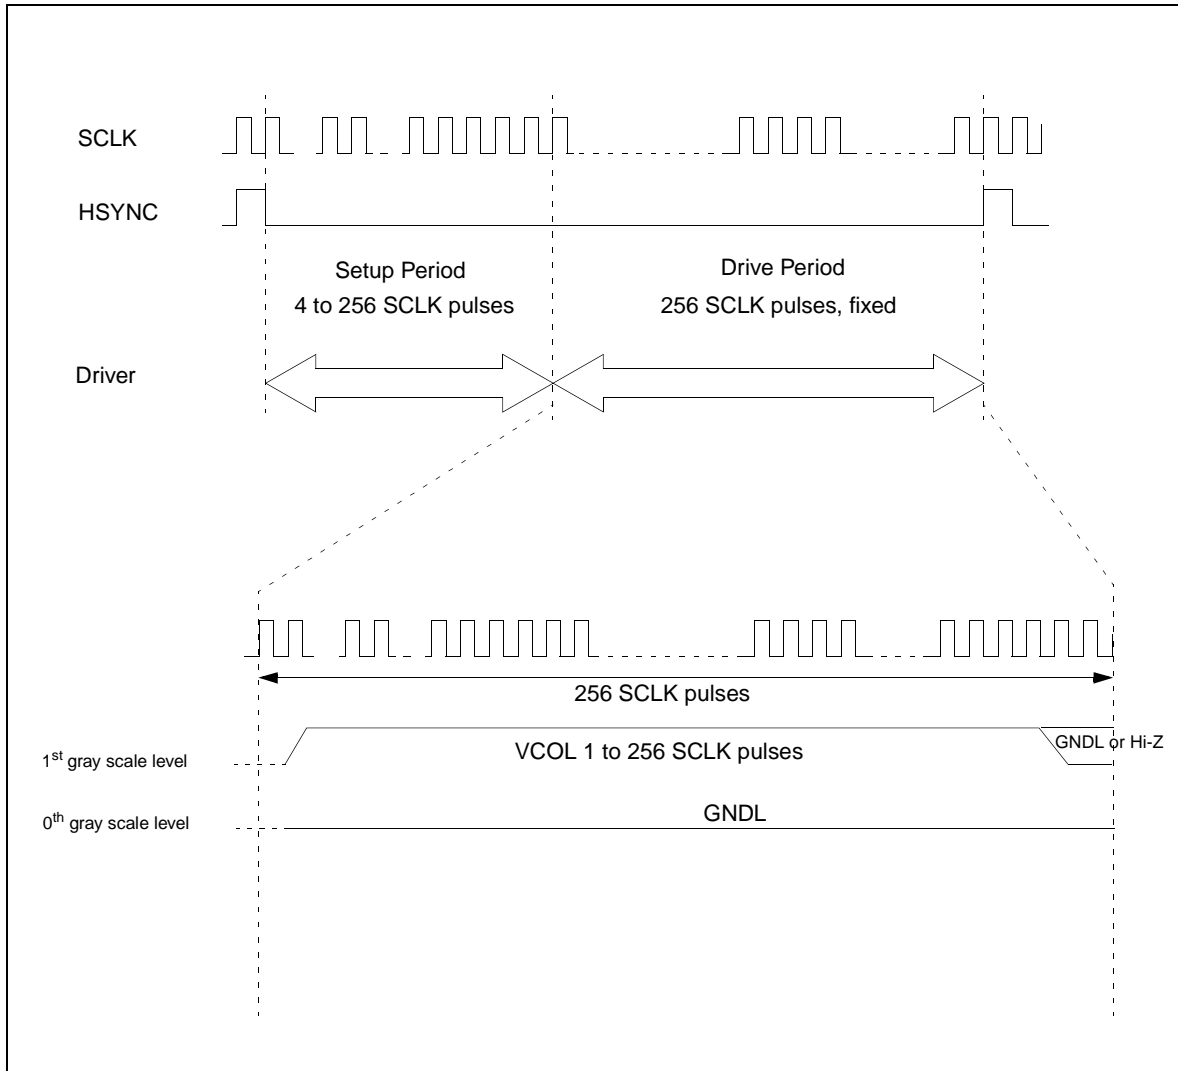 SCLK
HSYNC
Setup Period
4 to 256 SCLK pulses
Drive Period
256 SCLK pulses, fixed
Driver
256 SCLK pulses
1st gray scale level
VCOL 1 to 256 SCLK pulses
GNDL or Hi-Z
0th gray scale level
GNDL